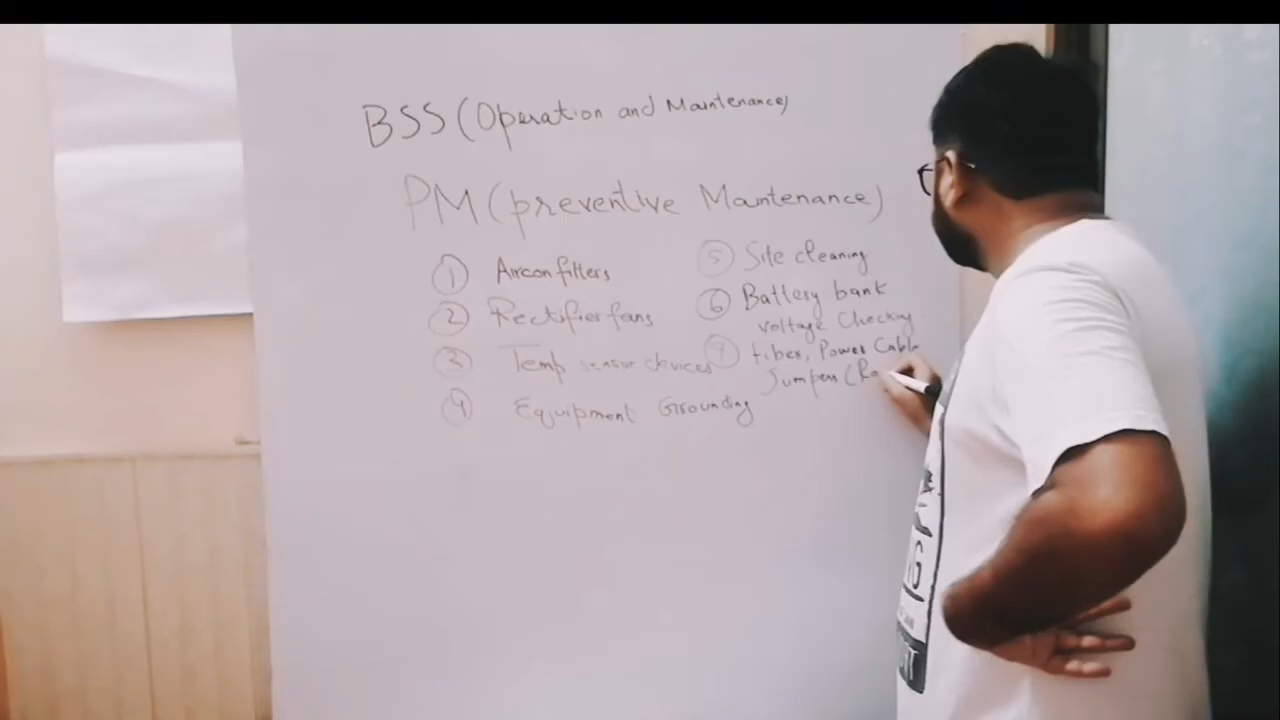 BSS (Operation and Maintenance)
PM (preventive Maintenance)
1 Aircon filters
2 Rectifier fans
3 Temp sensor devices
4 Equipment Grounding
5 Site cleaning
6 Battery bank
voltage Checking
7 fiber, Power Cable
Jumpers (Ro